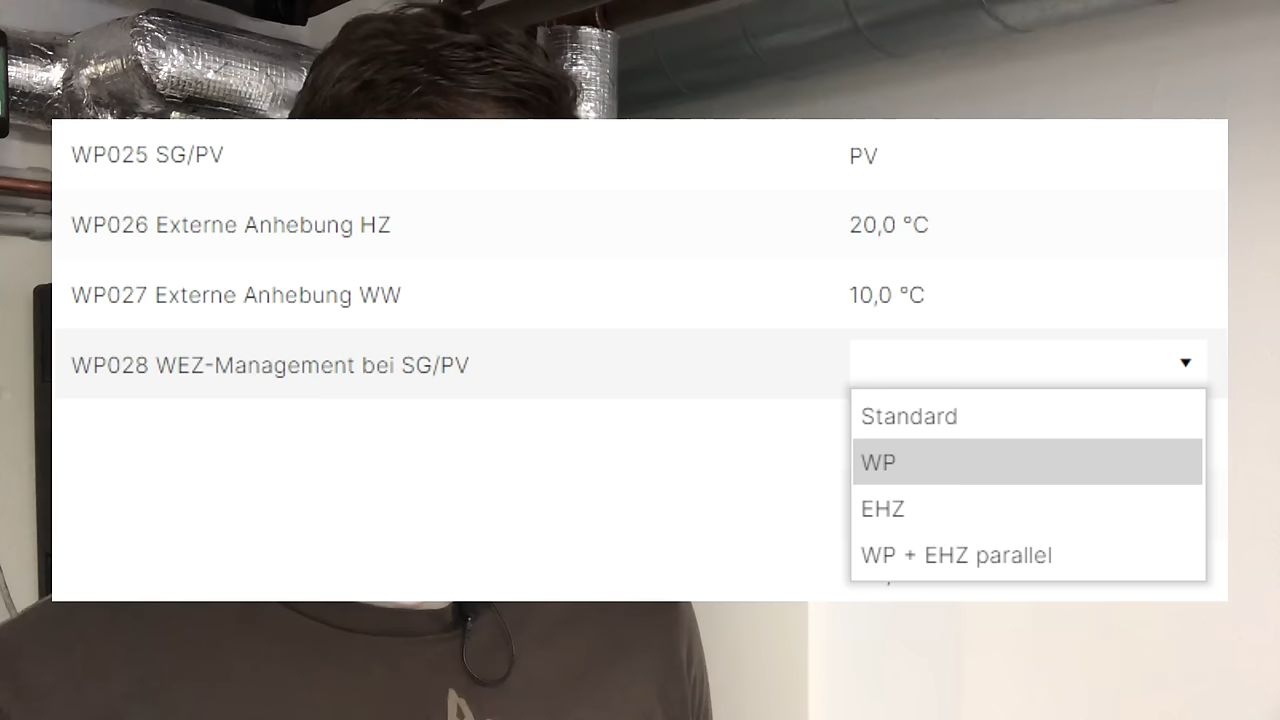 WP025 SG/PV PV
WP026 Externe Anhebung HZ 20,0 °C
WP027 Externe Anhebung WW 10,0 °C
WP028 WEZ-Management bei SG/PV
Standard
WP
EHZ
WP + EHZ parallel